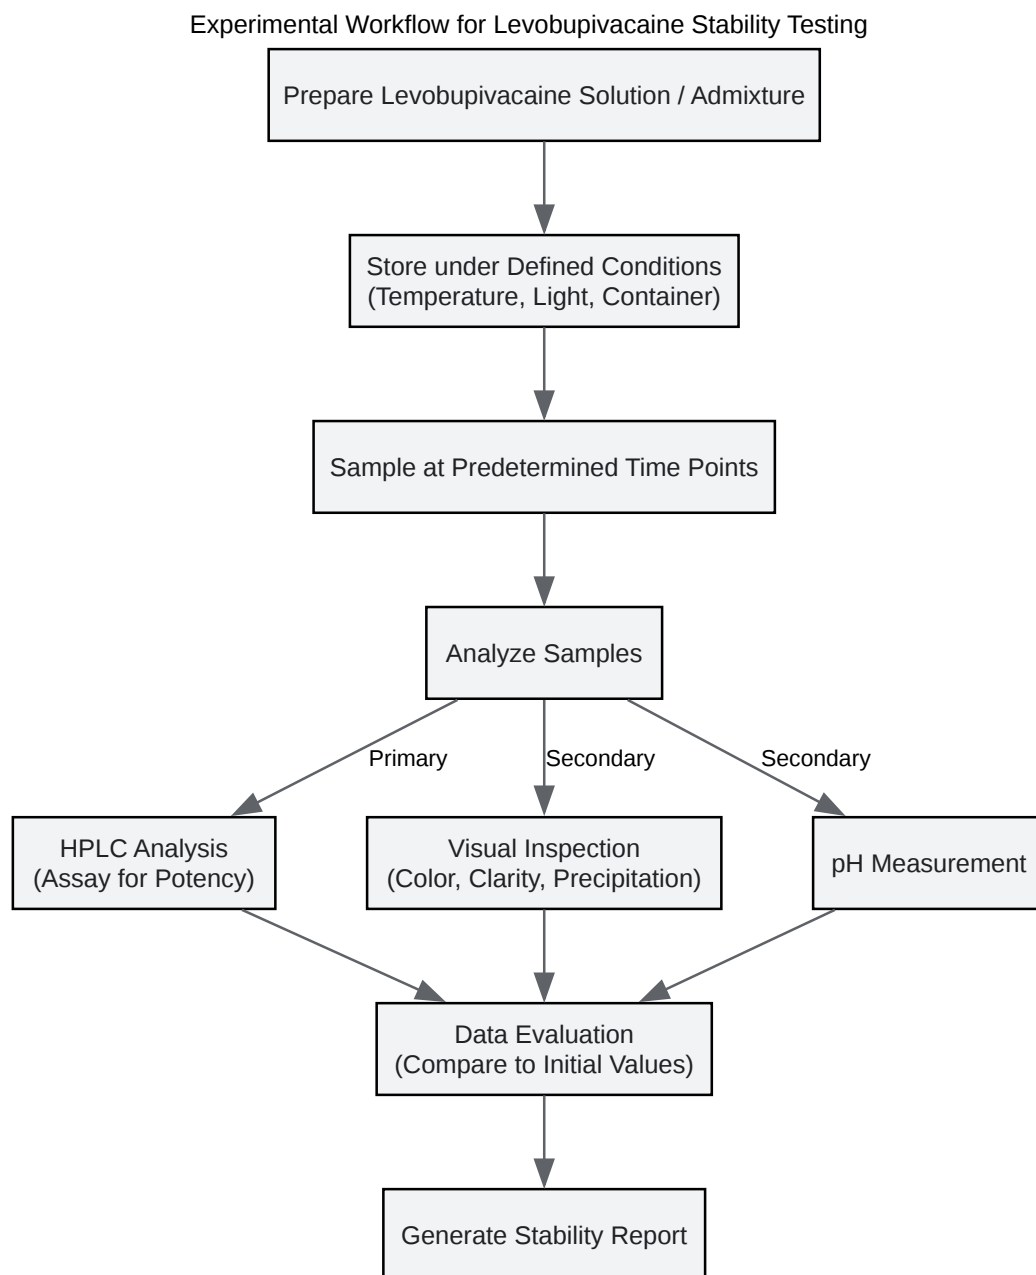 Experimental Workflow for Levobupivacaine Stability Testing
Prepare Levobupivacaine Solution / Admixture
Store under Defined Conditions
(Temperature, Light, Container)
Sample at Predetermined Time Points
Analyze Samples
Primary
Secondary
Secondary
HPLC Analysis
(Assay for Potency)
Visual Inspection
(Color, Clarity, Precipitation)
pH Measurement
Data Evaluation
(Compare to Initial Values)
Generate Stability Report